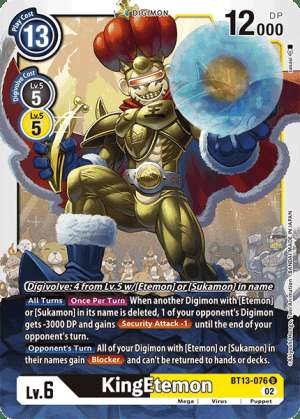 Play Cost
13
DIGIMON
DP
12000
Digivolve Cost
Lv.5
5
Lv.5
5
(Digivolve: 4 from Lv.5 w/[Etemon] or [Sukamon] in name)
All Turns Once Per Turn When another Digimon with [Etemon]
or [Sukamon] in its name is deleted, 1 of your opponent's Digimon
gets -3000 DP and gains Security Attack -1 until the end of your
opponent's turn.
Opponent's Turn All of your Digimon with [Etemon] or [Sukamon] in
their names gain Blocker and can't be returned to hands or decks.
Lv.6
KingEtemon
BT13-076
02
Mega
Virus
Puppet